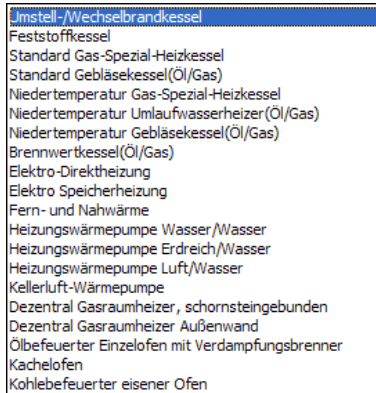 Umstell-/Wechselbrandkessel
Feststoffkessel
Standard Gas-Spezial-Heizkessel
Standard Gebläsekessel(Öl/Gas)
Niedertemperatur Gas-Spezial-Heizkessel
Niedertemperatur Umlaufwasserheizer(Öl/Gas)
Niedertemperatur Gebläsekessel(Öl/Gas)
Brennwertkessel(Öl/Gas)
Elektro-Direktheizung
Elektro Speicherheizung
Fern- und Nahwärme
Heizungswärmepumpe Wasser/Wasser
Heizungswärmepumpe Erdreich/Wasser
Heizungswärmepumpe Luft/Wasser
Kellerluft-Wärmepumpe
Dezentral Gasraumheizer, schornsteingebunden
Dezentral Gasraumheizer Außenwand
Ölbefeuerter Einzelofen mit Verdampfungsbrenner
Kachelofen
Kohlebefeuerter eiserner Ofen